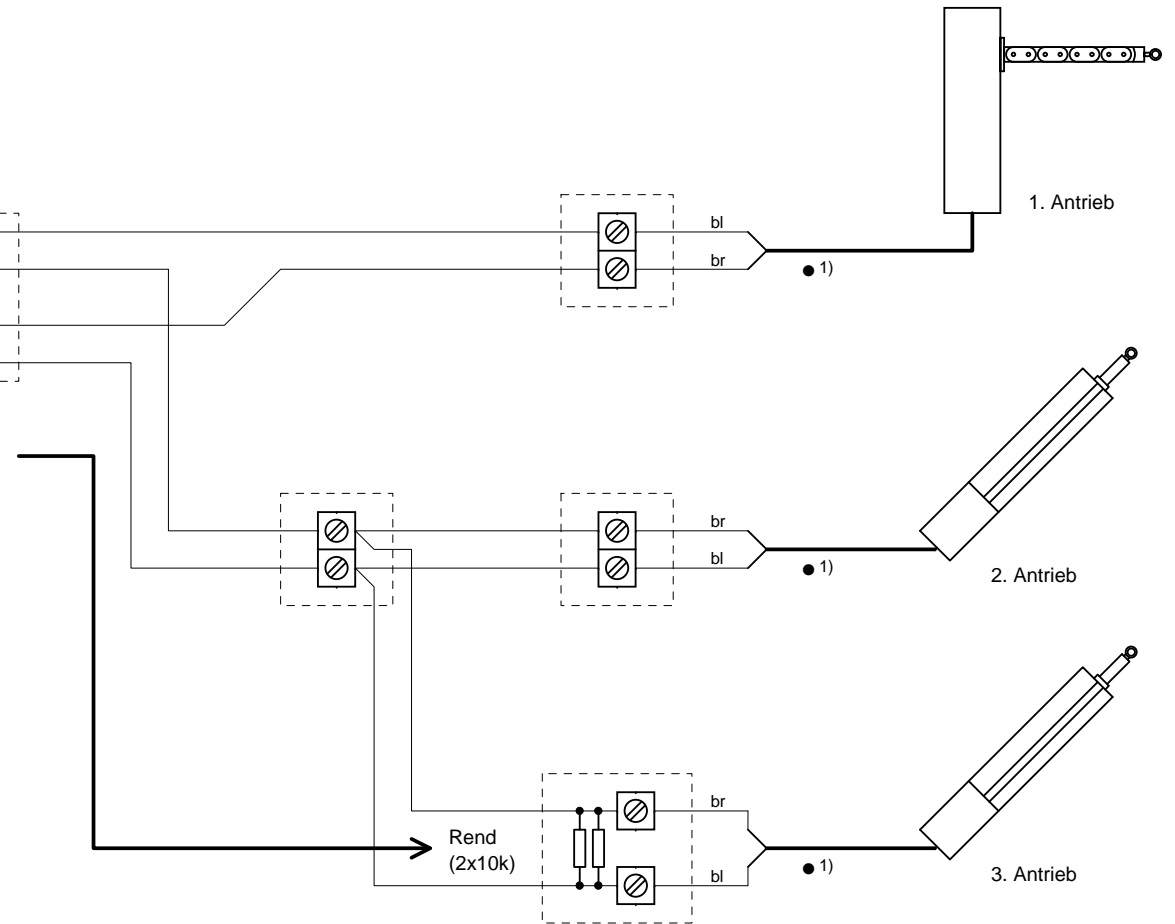 1. Antrieb
bl
br
● 1)
br
bl
● 1)
2. Antrieb
Rend
(2x10k)
br
bl
● 1)
3. Antrieb